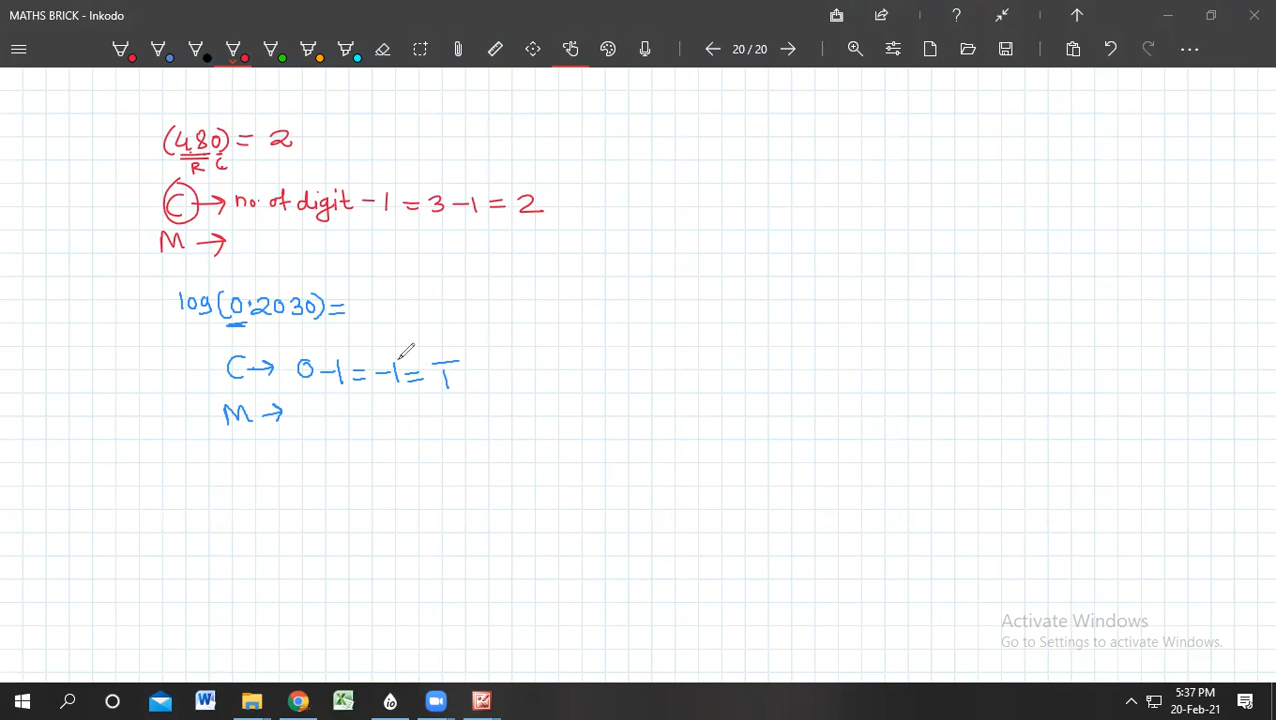 MATHS BRICK - Inkodo
20 / 20
(480) = 2
R C
C → no. of digit - 1 = 3 - 1 = 2
M →
log(0.2030) =
C → 0 - 1 = -1 = 1̅
M →
Activate Windows
Go to Settings to activate Windows.
5:37 PM
20-Feb-21